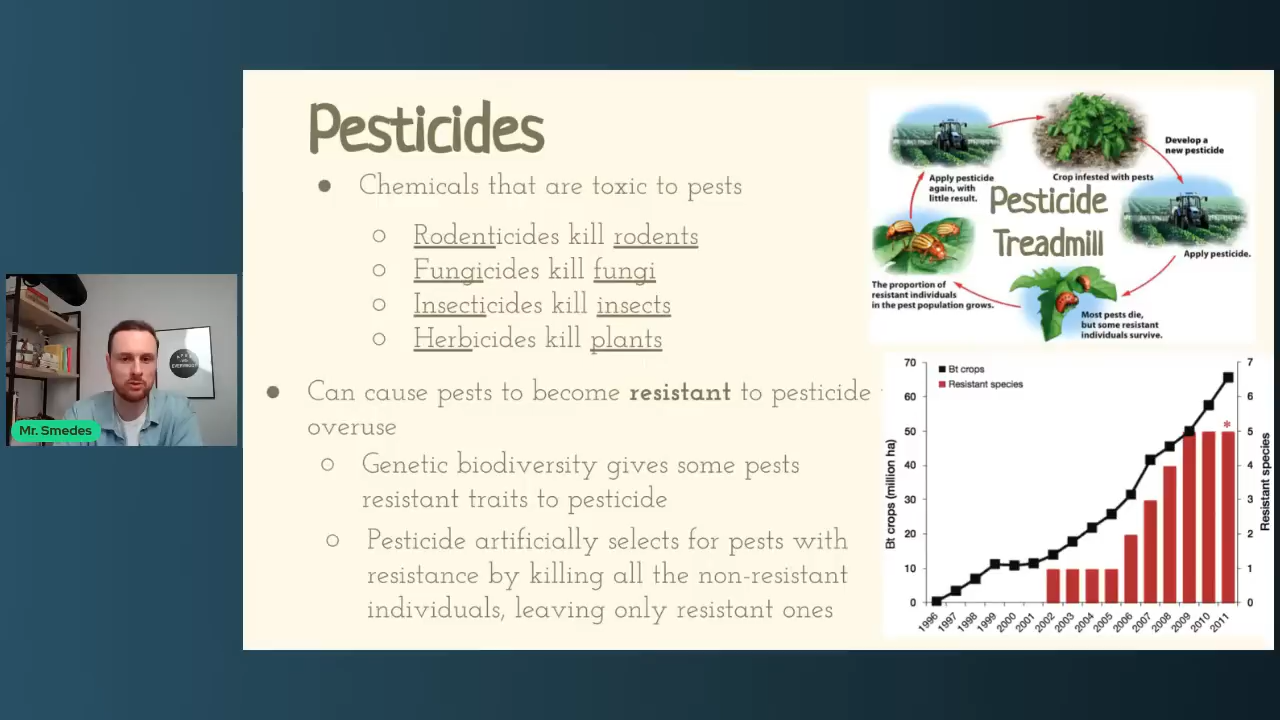 Pesticides
● Chemicals that are toxic to pests
○ Rodenticides kill rodents
○ Fungicides kill fungi
○ Insecticides kill insects
○ Herbicides kill plants
● Can cause pests to become resistant to pesticide
overuse
○ Genetic biodiversity gives some pests
resistant traits to pesticide
○ Pesticide artificially selects for pests with
resistance by killing all the non-resistant
individuals, leaving only resistant ones
Pesticide
Treadmill
Crop infested with pests
Develop a
new pesticide
Apply pesticide.
Most pests die,
but some resistant
individuals survive.
The proportion of
resistant individuals
in the pest population grows.
Apply pesticide
again, with
little result.
Bt crops
Resistant species
Bt crops (million ha)
70
60
50
40
30
20
10
0
7
6
5
4
3
2
1
0
Resistant species
*
1996
1997
1998
1999
2000
2001
2002
2003
2004
2005
2006
2007
2008
2009
2010
2011
Mr. Smedes